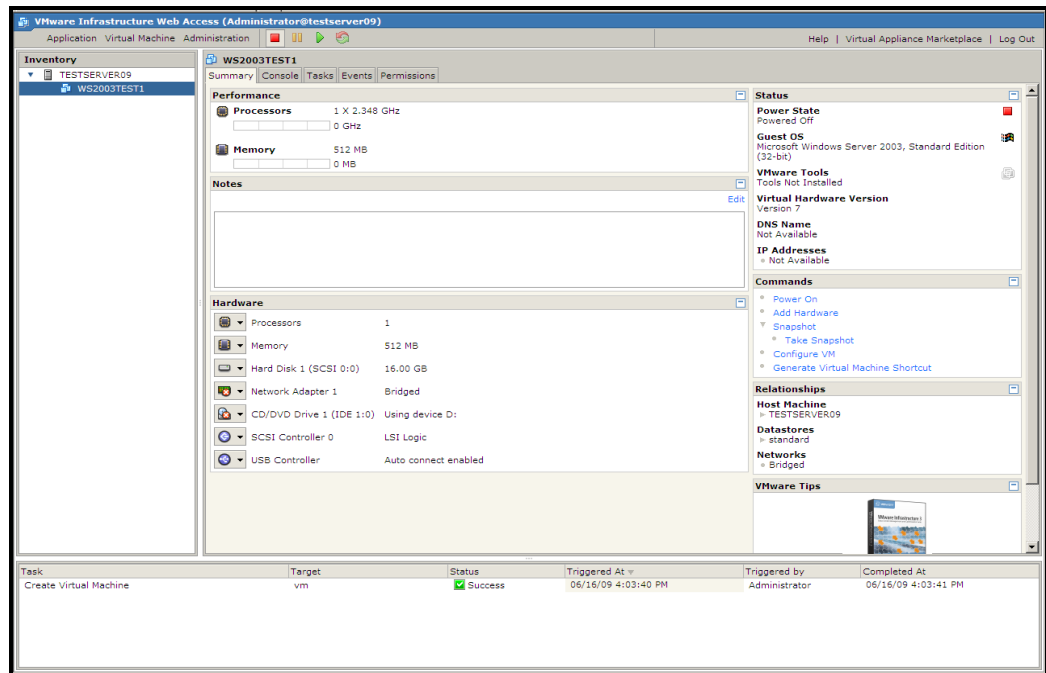 VMware Infrastructure Web Access (Administrator@testserver09)
Application Virtual Machine Administration
Help | Virtual Appliance Marketplace | Log Out
Inventory
TESTSERVER09
WS2003TEST1
WS2003TEST1
Summary Console Tasks Events Permissions
Performance
Processors 1 X 2.348 GHz
0 GHz
Memory 512 MB
0 MB
Notes
Edit
Hardware
Processors 1
Memory 512 MB
Hard Disk 1 (SCSI 0:0) 16.00 GB
Network Adapter 1 Bridged
CD/DVD Drive 1 (IDE 1:0) Using device D:
SCSI Controller 0 LSI Logic
USB Controller Auto connect enabled
Status
Power State
Powered Off
Guest OS
Microsoft Windows Server 2003, Standard Edition
(32-bit)
VMware Tools
Tools Not Installed
Virtual Hardware Version
Version 7
DNS Name
Not Available
IP Addresses
Not Available
Commands
Power On
Add Hardware
Snapshot
Take Snapshot
Configure VM
Generate Virtual Machine Shortcut
Relationships
Host Machine
TESTSERVER09
Datastores
standard
Networks
Bridged
VMware Tips
VMware Infrastructure 3
Task Target Status Triggered At Triggered by Completed At
Create Virtual Machine vm Success 06/16/09 4:03:40 PM Administrator 06/16/09 4:03:41 PM